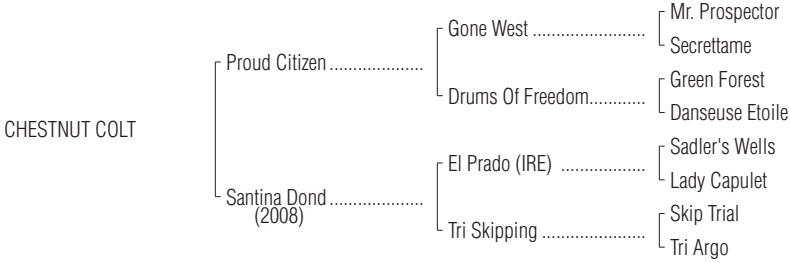 Mr. Prospector
Gone West ........................
Secrettame
Proud Citizen ....................
Green Forest
Drums Of Freedom............
Danseuse Etoile
CHESTNUT COLT
Sadler's Wells
El Prado (IRE) ..................
Lady Capulet
Santina Dond ....................
(2008)
Skip Trial
Tri Skipping ......................
Tri Argo